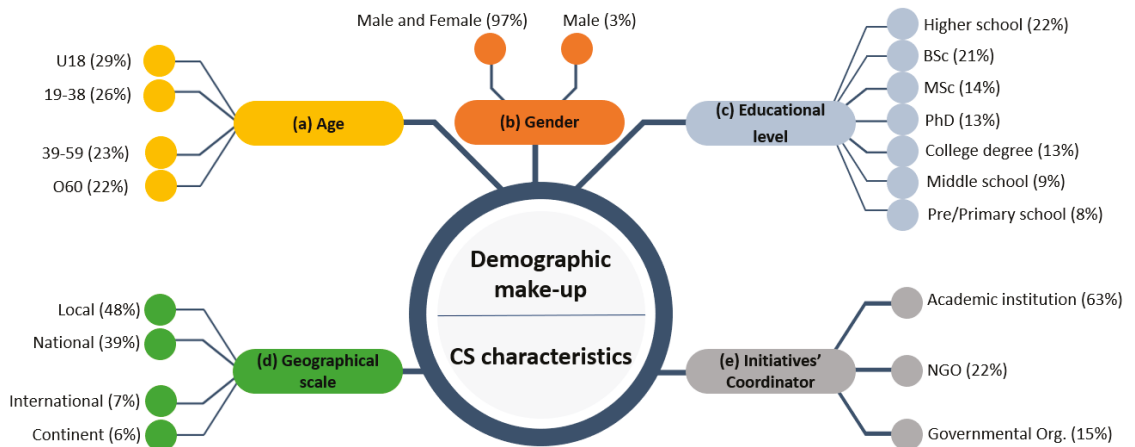 Male and Female (97%)
Male (3%)
U18 (29%)
19-38 (26%)
39-59 (23%)
O60 (22%)
(a) Age
(b) Gender
(c) Educational
level
Higher school (22%)
BSc (21%)
MSc (14%)
PhD (13%)
College degree (13%)
Middle school (9%)
Pre/Primary school (8%)
Demographic
make-up
CS characteristics
Local (48%)
National (39%)
International (7%)
Continent (6%)
(d) Geographical
scale
(e) Initiatives’
Coordinator
Academic institution (63%)
NGO (22%)
Governmental Org. (15%)